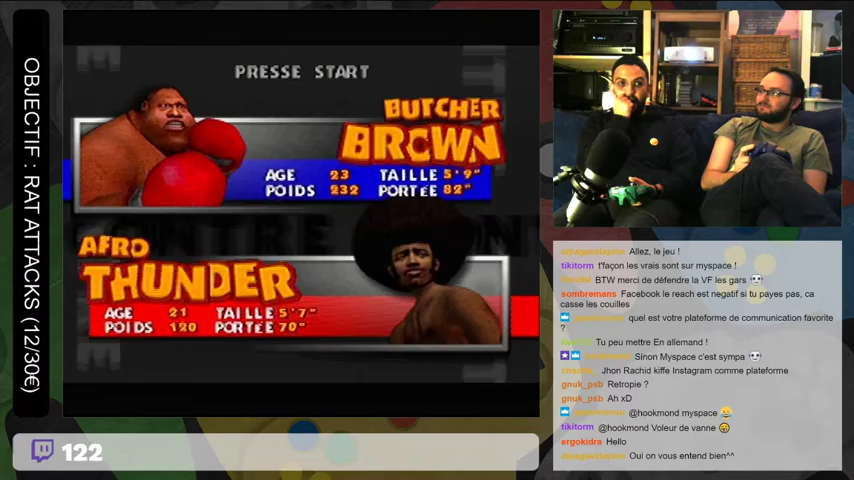 OBJECTIF : RAT ATTACKS (12/30€)
PRESSE START
BUTCHER
BROWN
AGE 23 TAILLE 5'9"
POIDS 232 PORTÉE 82"
AFRO
THUNDER
AGE 21 TAILLE 5'7"
POIDS 120 PORTÉE 70"
122
Allez, le jeu !
tikitorm t'façon les vrais sont sur myspace !
BTW merci de défendre la VF les gars
sombremans Facebook le reach est negatif si tu payes pas, ca
casse les couilles
quel est votre plateforme de communication favorite
?
Tu peu mettre En allemand !
Sinon Myspace c'est sympa
Jhon Rachid kiffe Instagram comme plateforme
gnuk_psb Retropie ?
gnuk_psb Ah xD
@hookmond myspace
tikitorm @hookmond Voleur de vanne
ergokidra Hello
Oui on vous entend bien^^